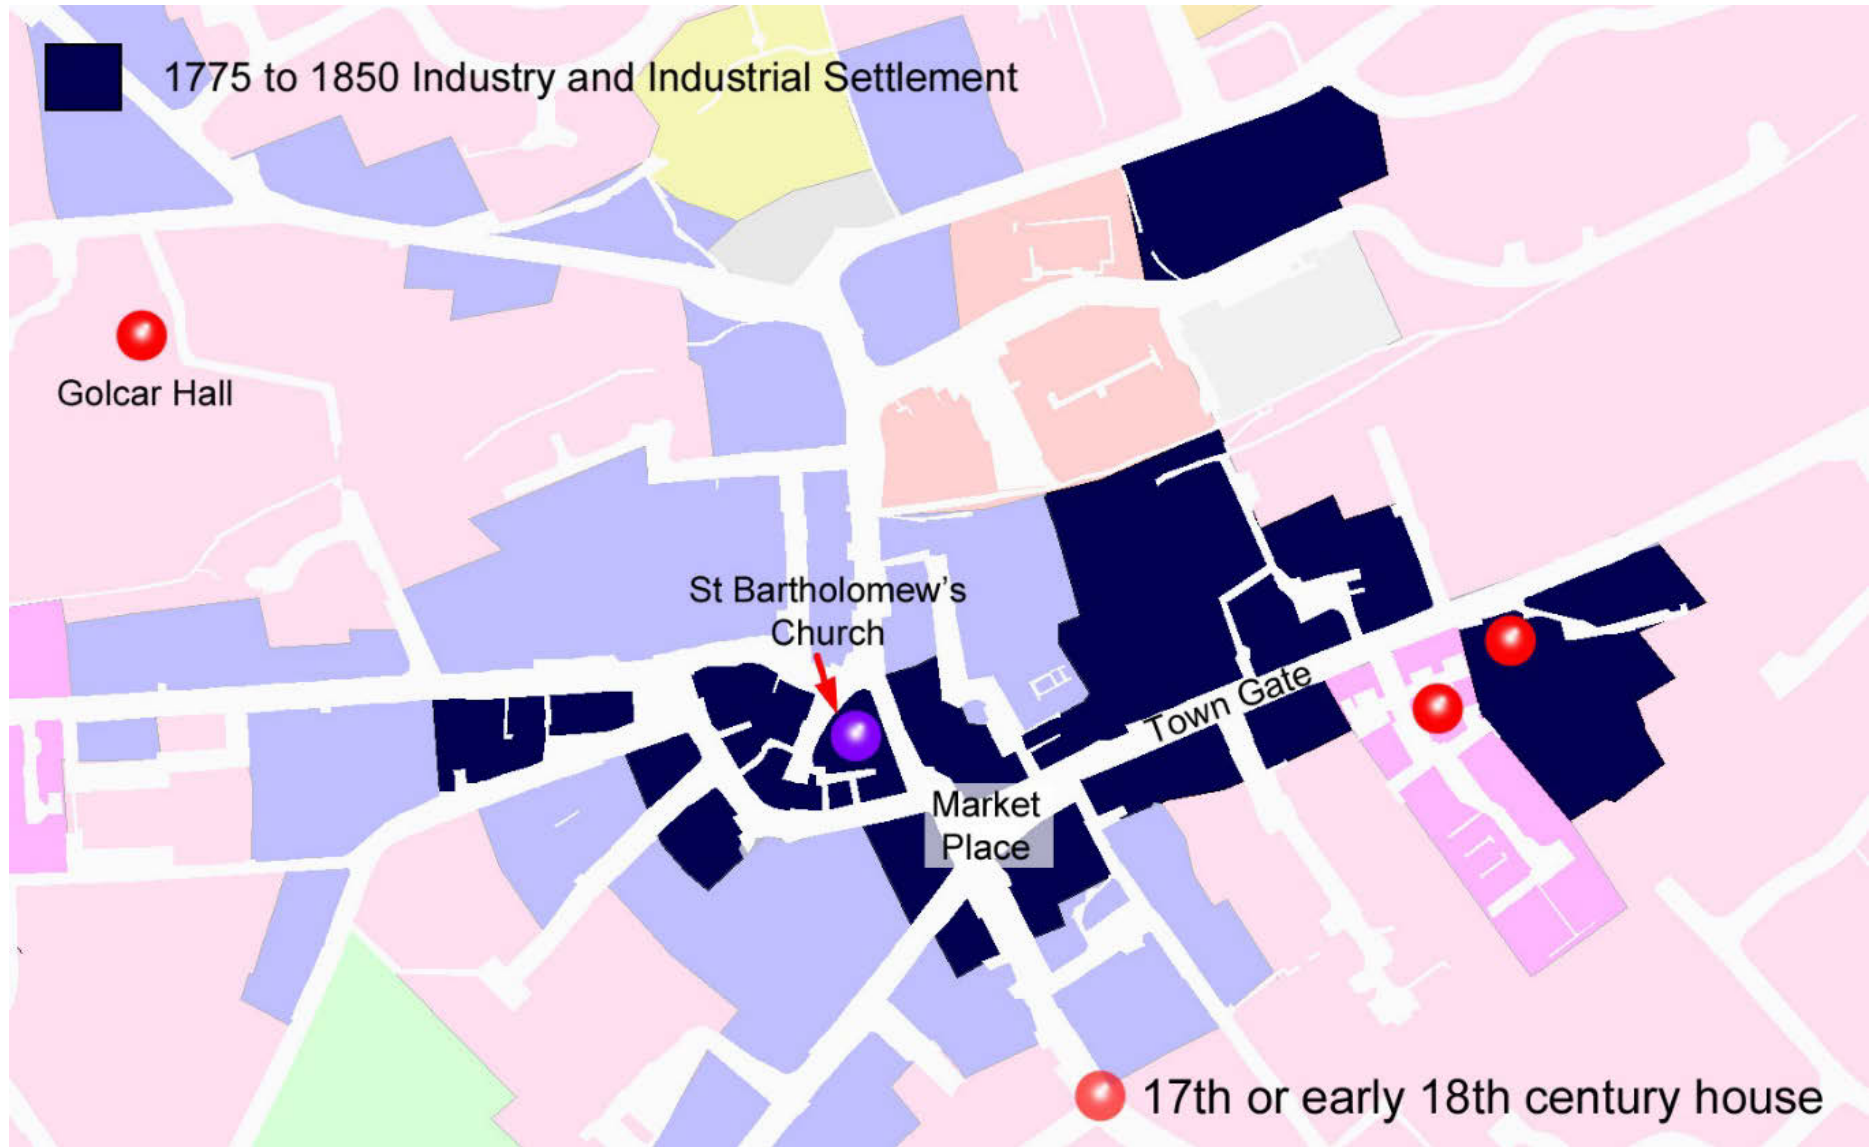 1775 to 1850 Industry and Industrial Settlement
Golcar Hall
St Bartholomew's
Church
Town Gate
Market
Place
17th or early 18th century house